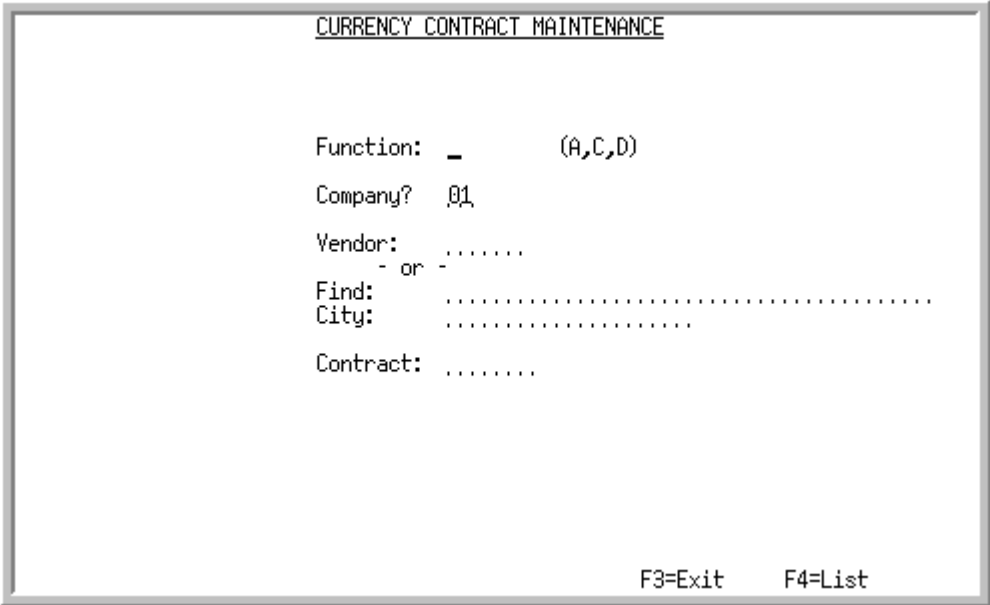 CURRENCY CONTRACT MAINTENANCE
Function: _ (A,C,D)
Company? 01
Vendor: .......
- or -
Find: .........................................
City: .....................
Contract: ........
F3=Exit F4=List